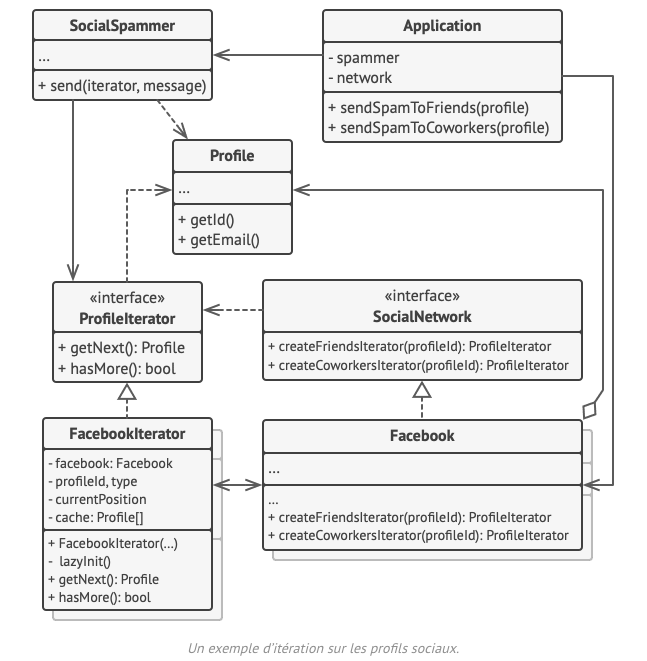 SocialSpammer
...
+ send(iterator, message)
Application
- spammer
- network
+ sendSpamToFriends(profile)
+ sendSpamToCoworkers(profile)
Profile
...
+ getId()
+ getEmail()
«interface»
ProfileIterator
+ getNext(): Profile
+ hasMore(): bool
«interface»
SocialNetwork
+ createFriendsIterator(profileId): ProfileIterator
+ createCoworkersIterator(profileId): ProfileIterator
FacebookIterator
- facebook: Facebook
- profileId, type
- currentPosition
- cache: Profile[]
+ FacebookIterator(...)
- lazyInit()
+ getNext(): Profile
+ hasMore(): bool
Facebook
...
...
+ createFriendsIterator(profileId): ProfileIterator
+ createCoworkersIterator(profileId): ProfileIterator
Un exemple d’itération sur les profils sociaux.